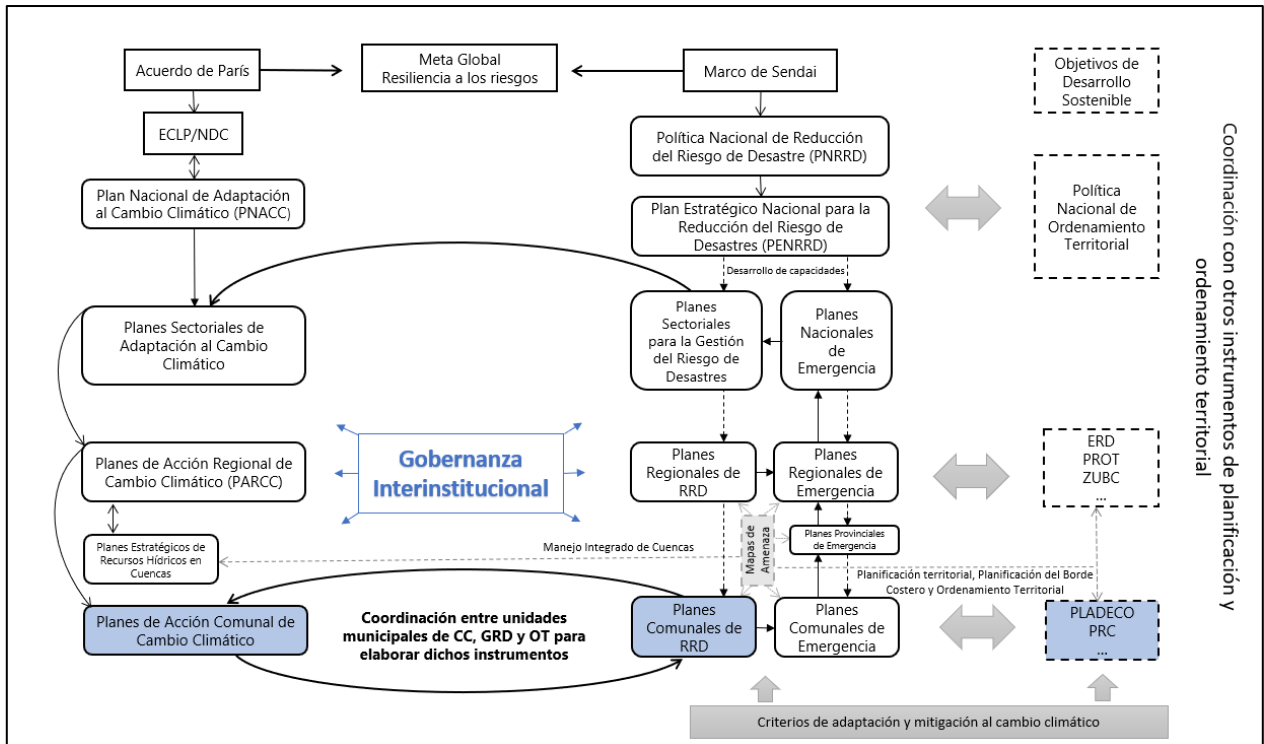 Acuerdo de París
Meta Global
Resiliencia a los riesgos
Marco de Sendai
Objetivos de
Desarrollo
Sostenible
ECLP/NDC
Política Nacional de Reducción
del Riesgo de Desastre (PNRRD)
Plan Nacional de Adaptación
al Cambio Climático (PNACC)
Plan Estratégico Nacional para la
Reducción del Riesgo de
Desastres (PENRRD)
Política
Nacional de
Ordenamiento
Territorial
Coordinación con otros instrumentos de planificación y
ordenamiento territorial
Desarrollo de capacidades
Planes Sectoriales de
Adaptación al Cambio
Climático
Planes
Sectoriales
para la Gestión
del Riesgo de
Desastres
Planes
Nacionales
de
Emergencia
Planes de Acción Regional de
Cambio Climático (PARCC)
Gobernanza
Interinstitucional
Planes
Regionales de
RRD
Planes
Regionales de
Emergencia
ERD
PROT
ZUBC
...
Planes Estratégicos de
Recursos Hídricos en
Cuencas
Manejo Integrado de Cuencas
Mapas de
Amenaza
Planes Provinciales
de Emergencia
Planificación territorial, Planificación del Borde
Costero y Ordenamiento Territorial
Planes de Acción Comunal de
Cambio Climático
Coordinación entre unidades
municipales de CC, GRD y OT para
elaborar dichos instrumentos
Planes
Comunales de
RRD
Planes
Comunales de
Emergencia
PLADECO
PRC
...
Criterios de adaptación y mitigación al cambio climático